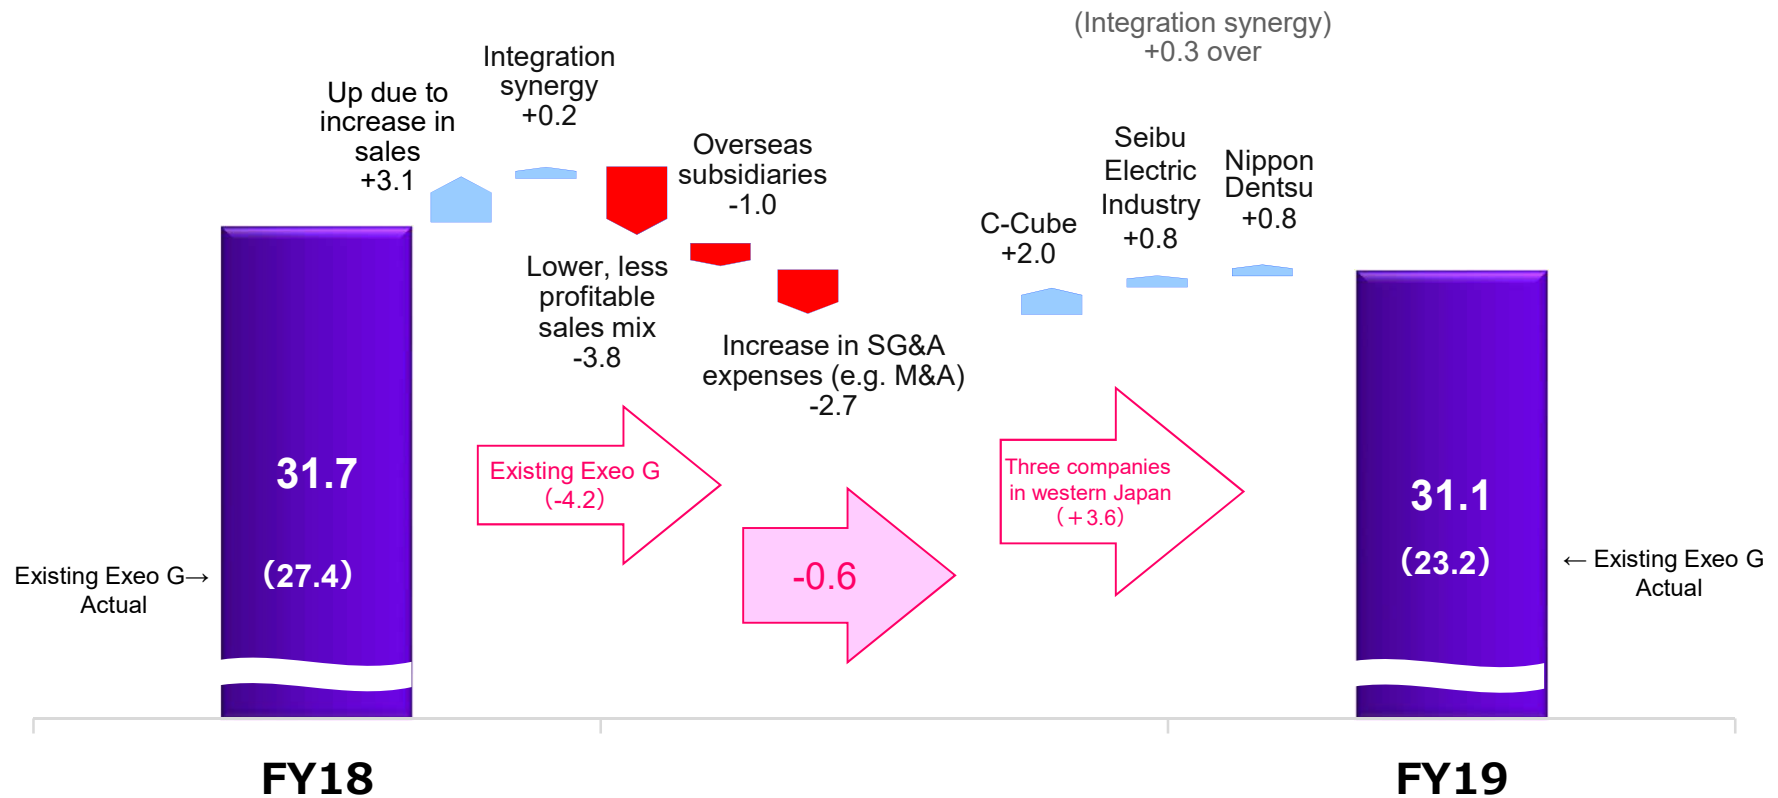 (Integration synergy)
+0.3 over
Integration
synergy
+0.2
Up due to
increase in
sales
+3.1
Overseas
subsidiaries
-1.0
Seibu
Electric
Industry
+0.8
Nippon
Dentsu
+0.8
C-Cube
+2.0
Lower, less
profitable
sales mix
-3.8
Increase in SG&A
expenses (e.g. M&A)
-2.7
31.7
（27.4）
Existing Exeo G→
Actual
Existing Exeo G
（-4.2）
-0.6
Three companies
in western Japan
（＋3.6）
31.1
（23.2）
← Existing Exeo G
Actual
FY18
FY19